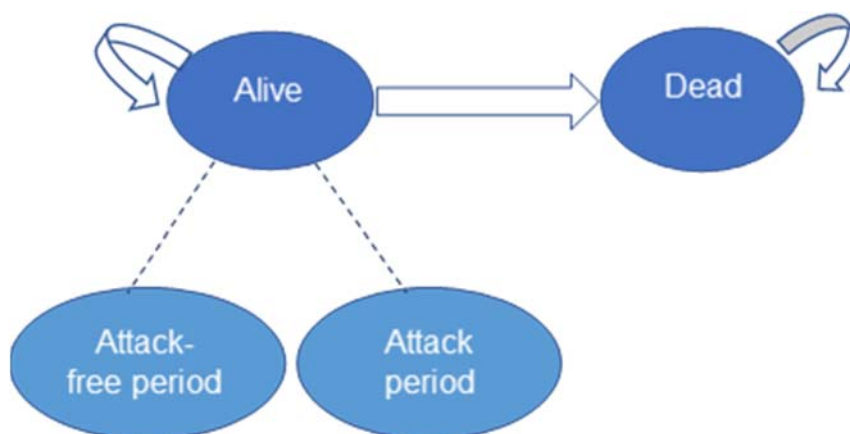 Alive
Dead
Attack-
free period
Attack
period